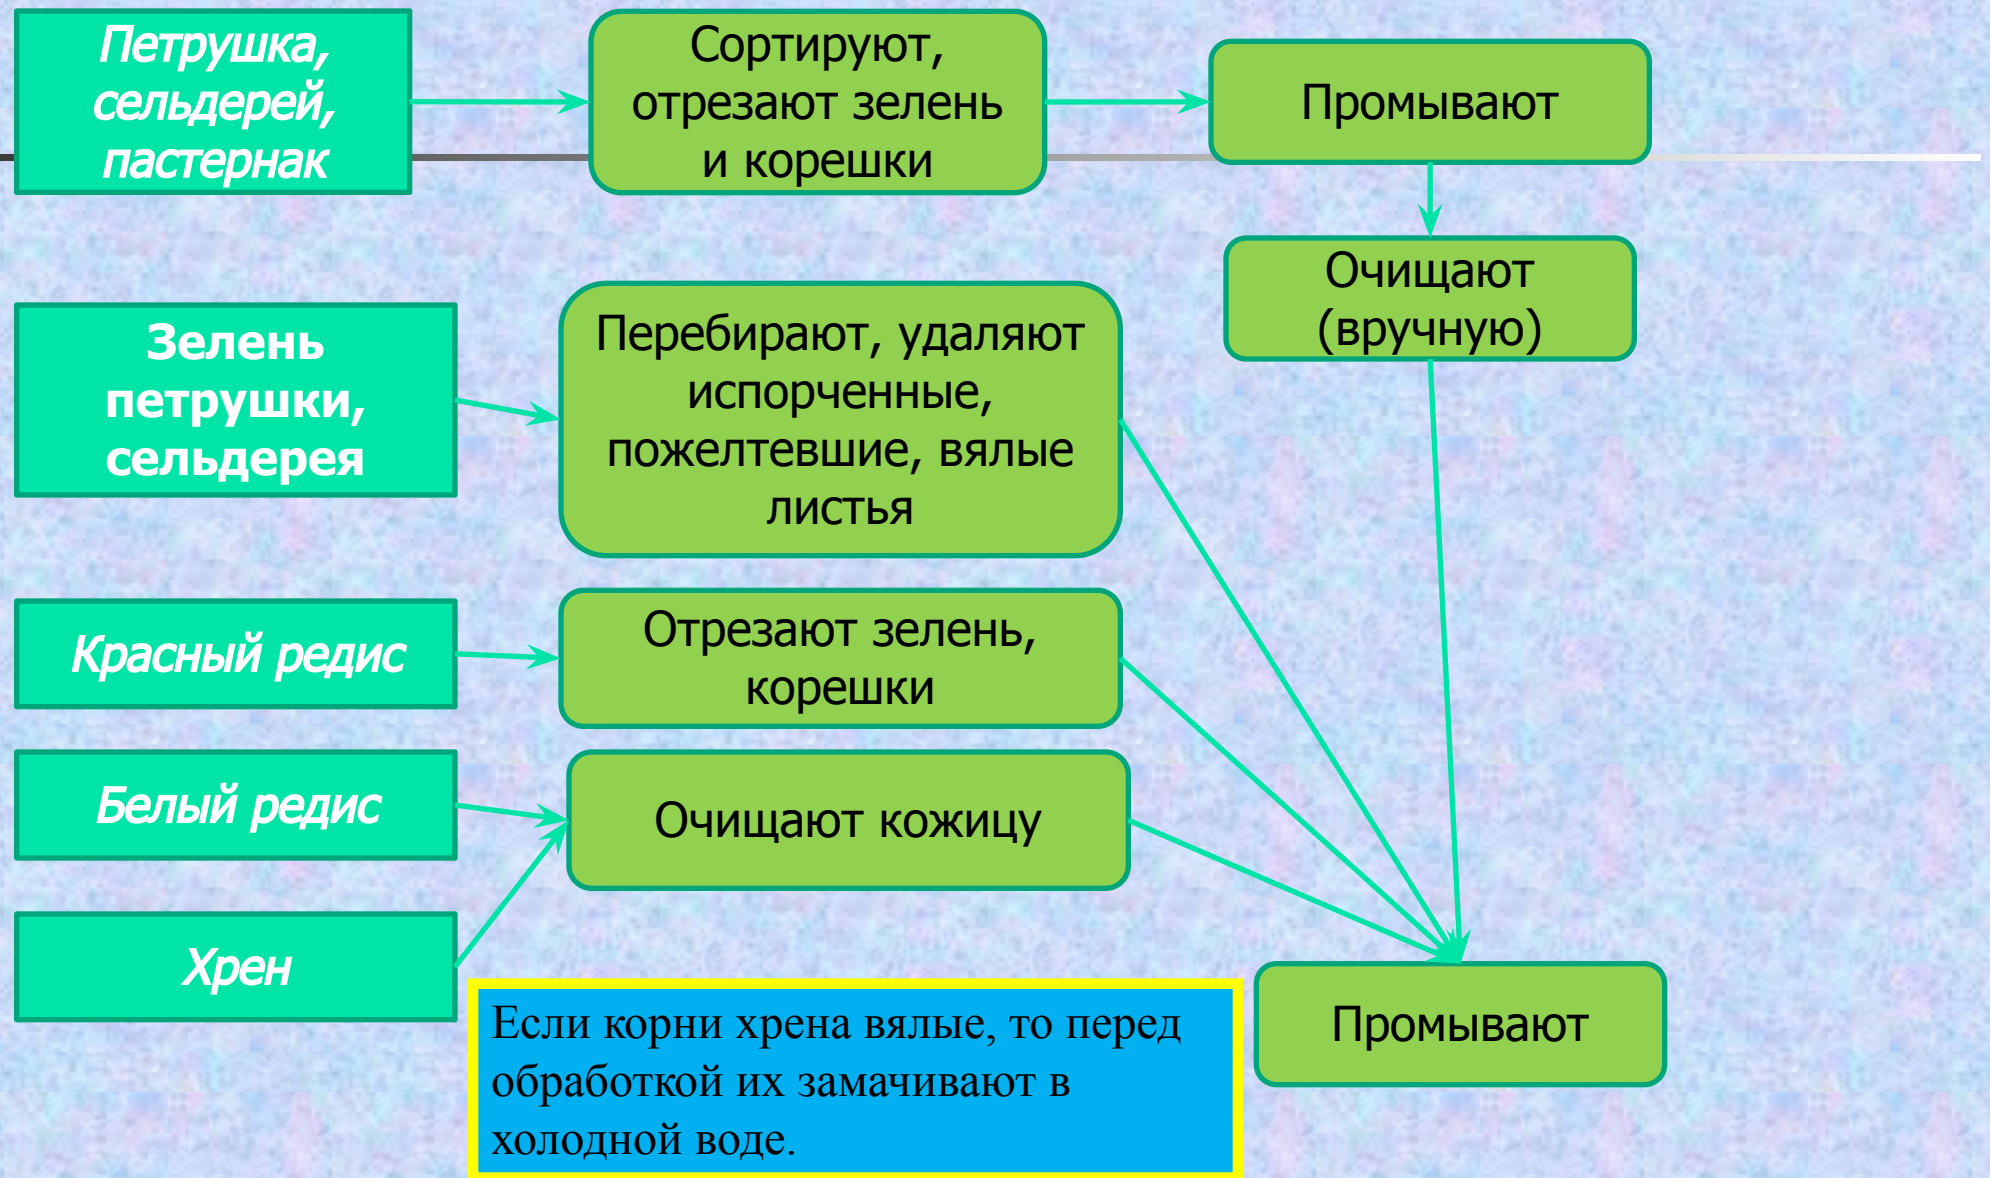 Петрушка,
сельдерей,
пастернак
Сортируют,
отрезают зелень
и корешки
Промывают
Очищают
(вручную)
Зелень
петрушки,
сельдерея
Перебирают, удаляют
испорченные,
пожелтевшие, вялые
листья
Красный редис
Отрезают зелень,
корешки
Белый редис
Очищают кожицу
Хрен
Если корни хрена вялые, то перед
обработкой их замачивают в
холодной воде.
Промывают